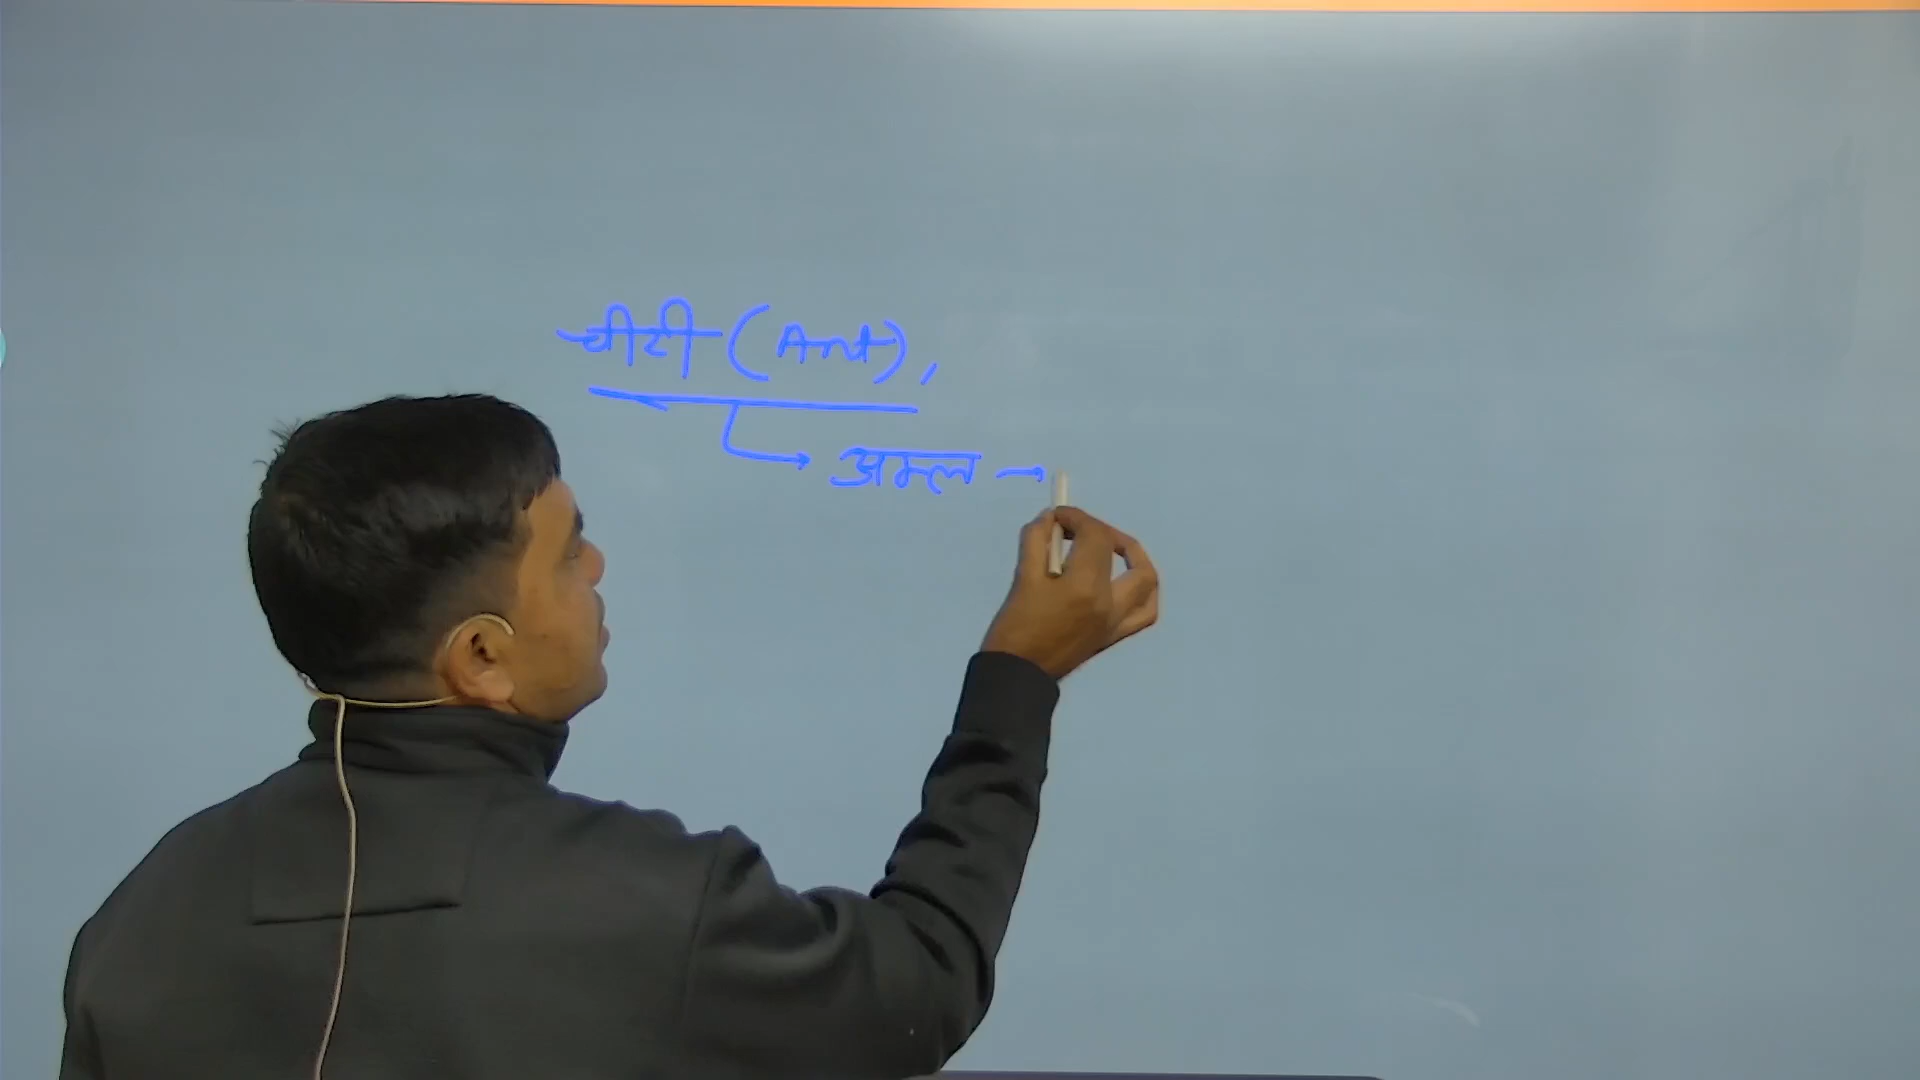 चीटी (Ant),
→ अम्ल →